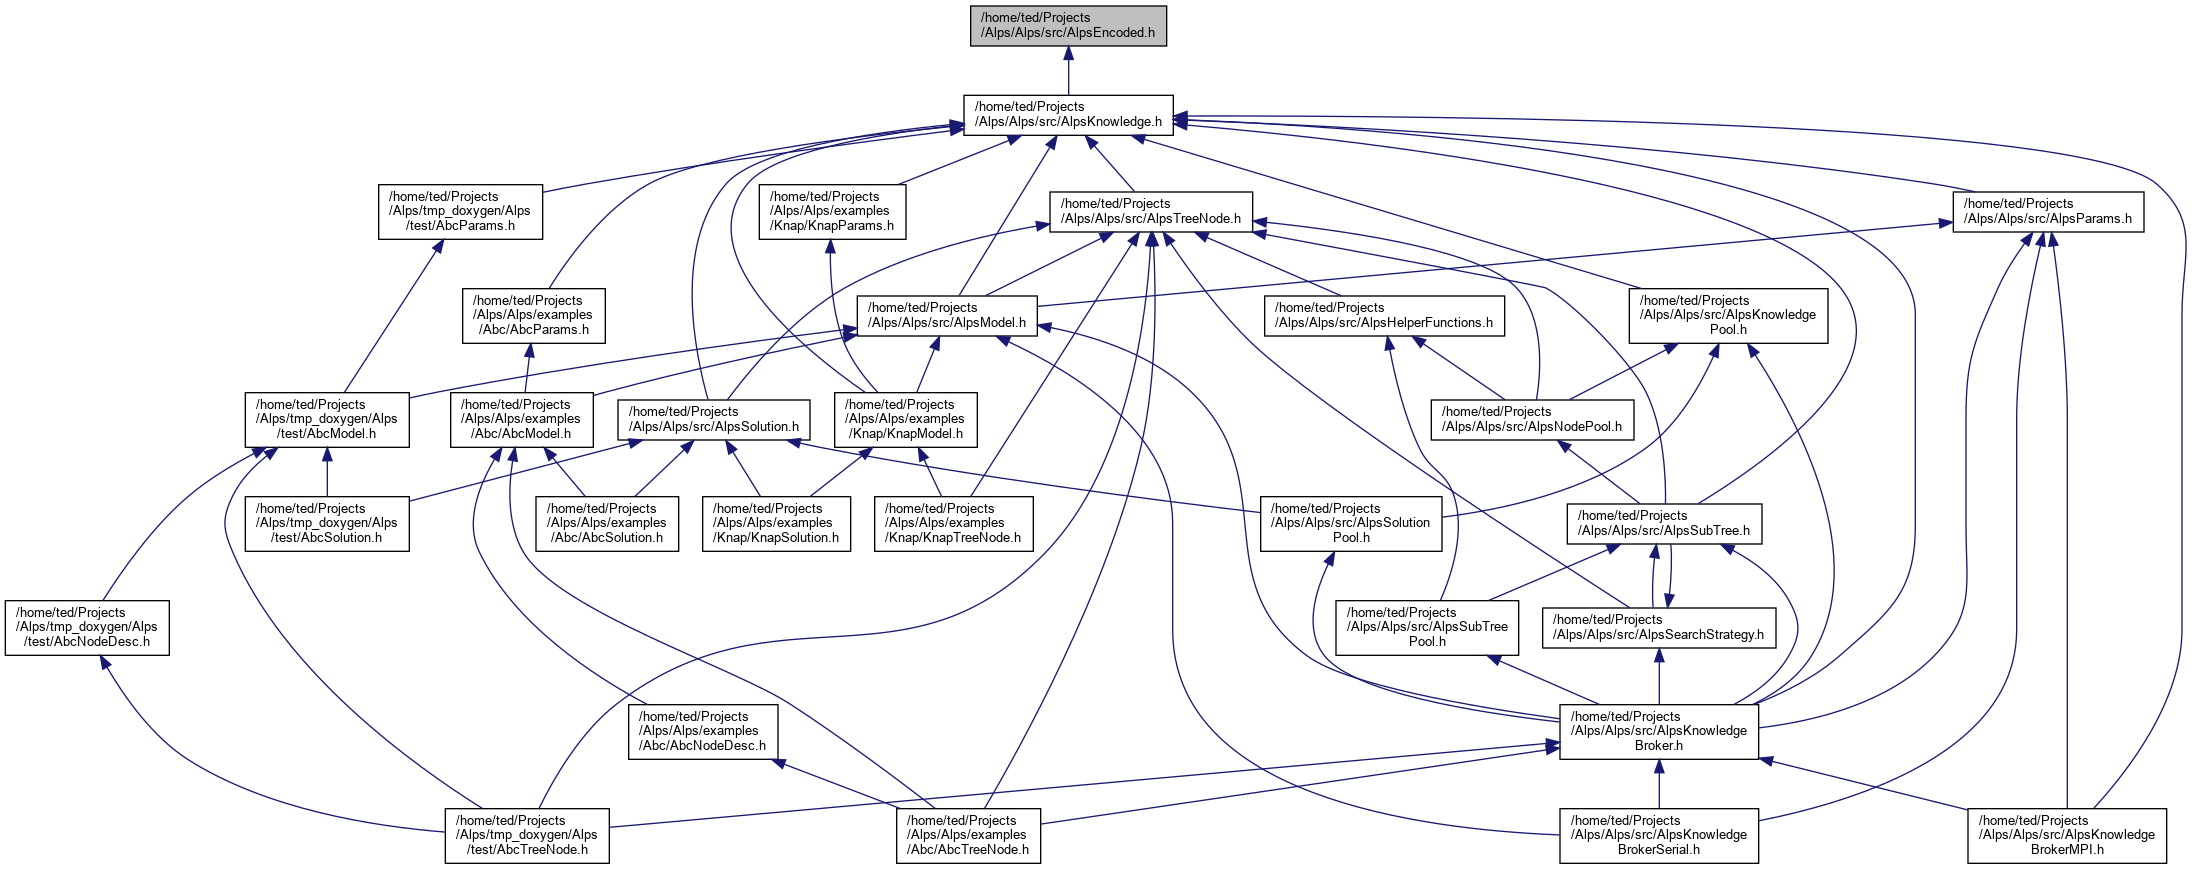 /home/ted/Projects
/Alps/Alps/src/AlpsEncoded.h
/home/ted/Projects
/Alps/Alps/src/AlpsKnowledge.h
/home/ted/Projects
/Alps/tmp_doxygen/Alps
/test/AbcParams.h
/home/ted/Projects
/Alps/Alps/examples
/Knap/KnapParams.h
/home/ted/Projects
/Alps/Alps/src/AlpsTreeNode.h
/home/ted/Projects
/Alps/Alps/src/AlpsParams.h
/home/ted/Projects
/Alps/Alps/examples
/Abc/AbcParams.h
/home/ted/Projects
/Alps/Alps/src/AlpsModel.h
/home/ted/Projects
/Alps/Alps/src/AlpsHelperFunctions.h
/home/ted/Projects
/Alps/Alps/src/AlpsKnowledge
Pool.h
/home/ted/Projects
/Alps/tmp_doxygen/Alps
/test/AbcModel.h
/home/ted/Projects
/Alps/Alps/examples
/Abc/AbcModel.h
/home/ted/Projects
/Alps/Alps/src/AlpsSolution.h
/home/ted/Projects
/Alps/Alps/examples
/Knap/KnapModel.h
/home/ted/Projects
/Alps/Alps/src/AlpsNodePool.h
/home/ted/Projects
/Alps/tmp_doxygen/Alps
/test/AbcSolution.h
/home/ted/Projects
/Alps/Alps/examples
/Abc/AbcSolution.h
/home/ted/Projects
/Alps/Alps/examples
/Knap/KnapSolution.h
/home/ted/Projects
/Alps/Alps/examples
/Knap/KnapTreeNode.h
/home/ted/Projects
/Alps/Alps/src/AlpsSolution
Pool.h
/home/ted/Projects
/Alps/Alps/src/AlpsSubTree.h
/home/ted/Projects
/Alps/tmp_doxygen/Alps
/test/AbcNodeDesc.h
/home/ted/Projects
/Alps/Alps/src/AlpsSubTree
Pool.h
/home/ted/Projects
/Alps/Alps/src/AlpsSearchStrategy.h
/home/ted/Projects
/Alps/Alps/examples
/Abc/AbcNodeDesc.h
/home/ted/Projects
/Alps/Alps/src/AlpsKnowledge
Broker.h
/home/ted/Projects
/Alps/tmp_doxygen/Alps
/test/AbcTreeNode.h
/home/ted/Projects
/Alps/Alps/examples
/Abc/AbcTreeNode.h
/home/ted/Projects
/Alps/Alps/src/AlpsKnowledge
BrokerSerial.h
/home/ted/Projects
/Alps/Alps/src/AlpsKnowledge
BrokerMPI.h